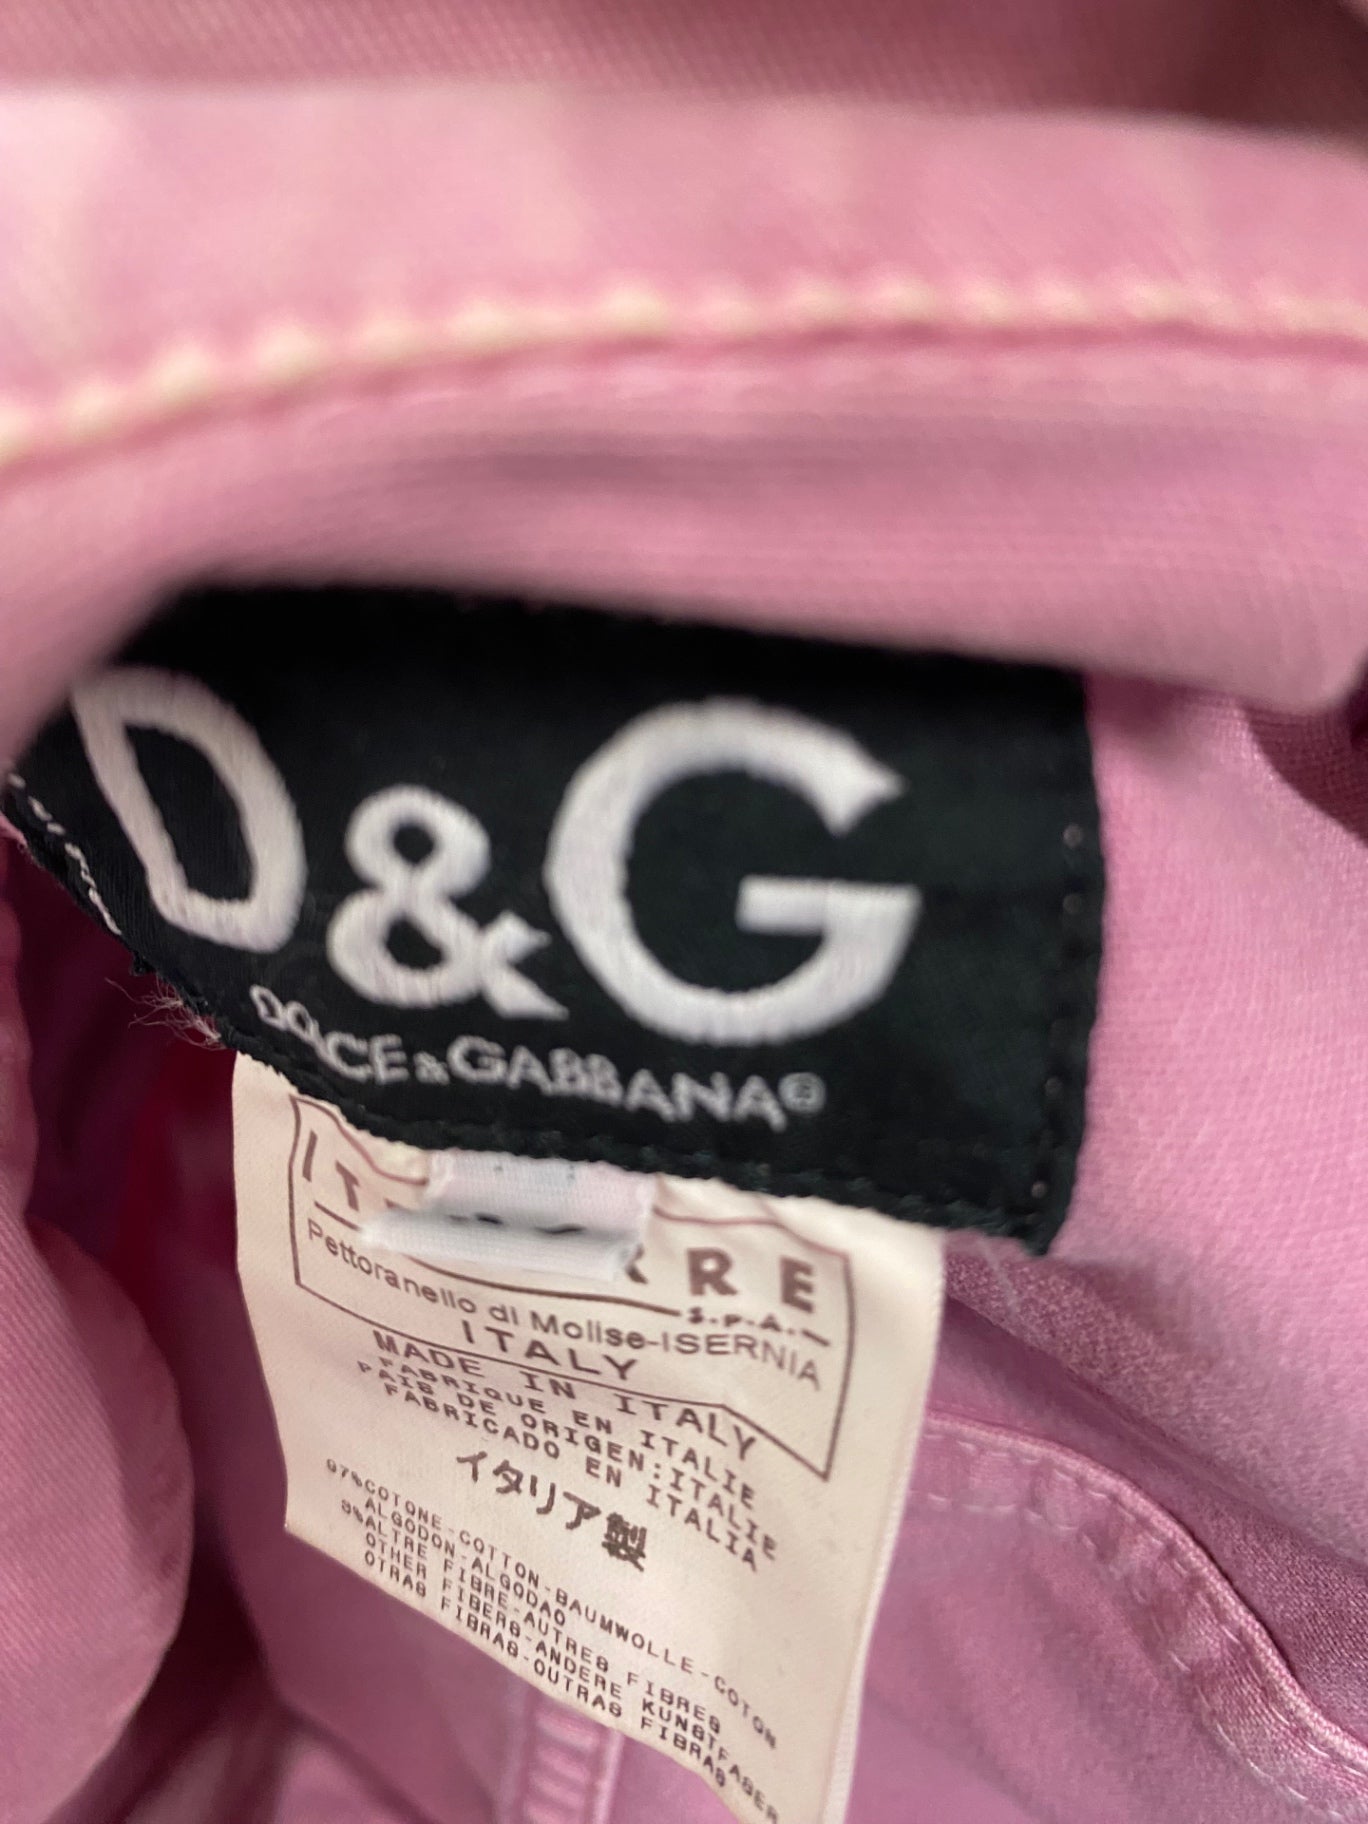 D&G
DOLCE & GABBANA®
S.p.A.
Pettoranello di Molise-ISERNIA
ITALY
MADE IN ITALY
FABRIQUE EN ITALIE
PAIS DE ORIGEN:ITALIE
FABRICADO EN ITALIA
イタリア製
97%COTONE-COTTON-BAUMWOLLE-COTON
ALGODON-ALGODAO
3%ALTRE FIBRE-AUTRES FIBRES
OTHER FIBERS-ANDERE KUNSTFASER
OTRAS FIBRAS-OUTRAS FIBRAS